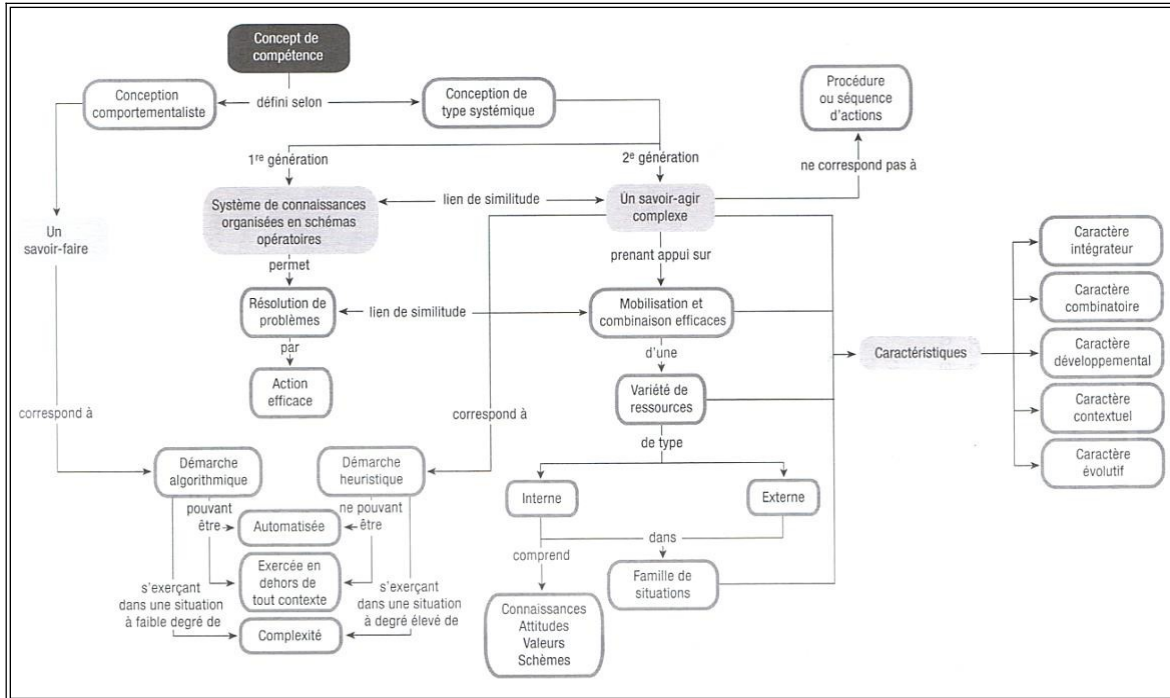 Concept de
compétence
Conception
comportementaliste
défini selon
Conception de
type systémique
Procédure
ou séquence
d'actions
1re génération
2e génération
ne correspond pas à
Un
savoir-faire
Système de connaissances
organisées en schémas
opératoires
lien de similitude
Un savoir-agir
complexe
permet
prenant appui sur
Résolution de
problèmes
lien de similitude
Mobilisation et
combinaison efficaces
par
d'une
Action
efficace
Variété de
ressources
Caractéristiques
Caractère
intégrateur
Caractère
combinatoire
Caractère
développemental
Caractère
contextuel
Caractère
évolutif
correspond à
correspond à
de type
Démarche
algorithmique
Démarche
heuristique
Interne
Externe
pouvant
être
Automatisée
ne pouvant
être
comprend
dans
Exercée en
dehors de
tout contexte
Famille de
situations
s'exerçant
dans une situation
à faible degré de
Complexité
s'exerçant
dans une situation
à degré élevé de
Connaissances
Attitudes
Valeurs
Schèmes